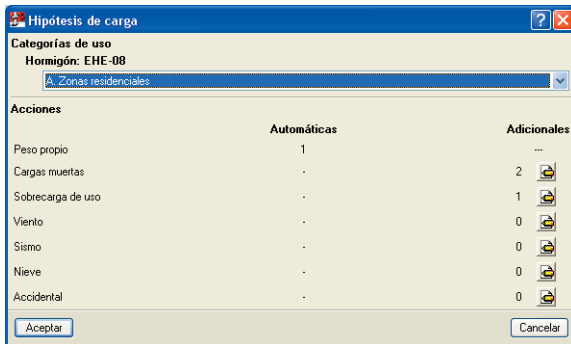 Hipótesis de carga
Categorías de uso
Hormigón: EHE-08
A. Zonas residenciales
Acciones
Automáticas Adicionales
Peso propio 1 ---
Cargas muertas - 2
Sobrecarga de uso - 1
Viento - 0
Sismo - 0
Nieve - 0
Accidental - 0
Aceptar Cancelar